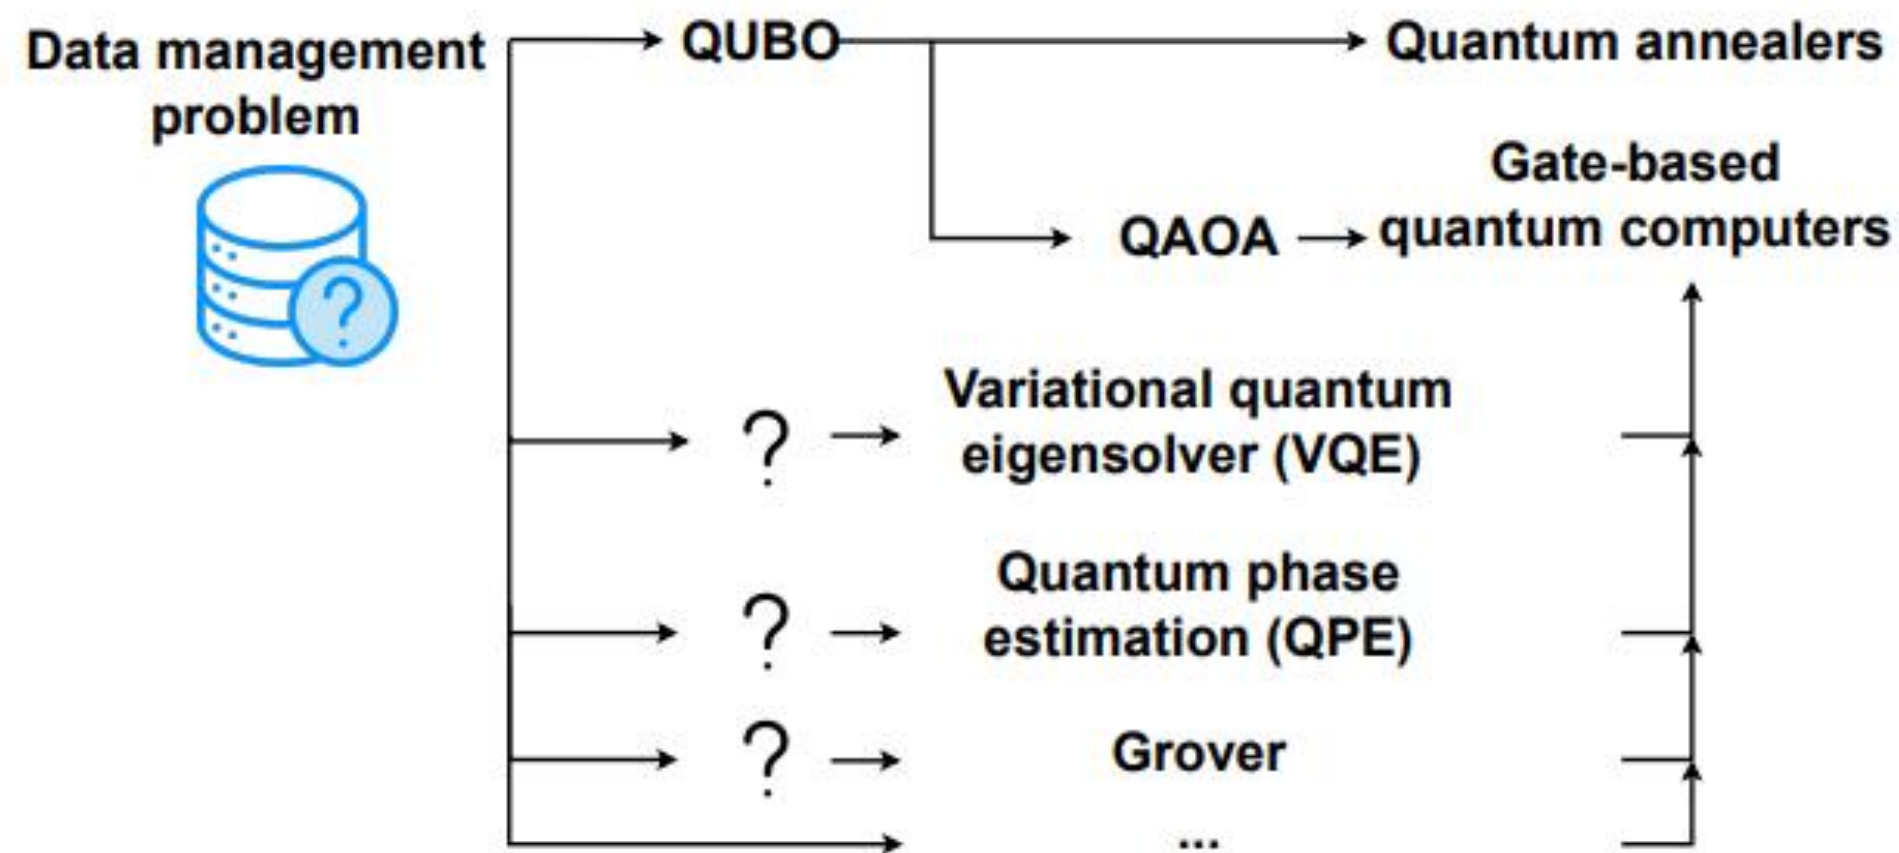 Data management
problem
?
QUBO
Quantum annealers
QAOA
Gate-based
quantum computers
?
Variational quantum
eigensolver (VQE)
?
Quantum phase
estimation (QPE)
?
Grover
...